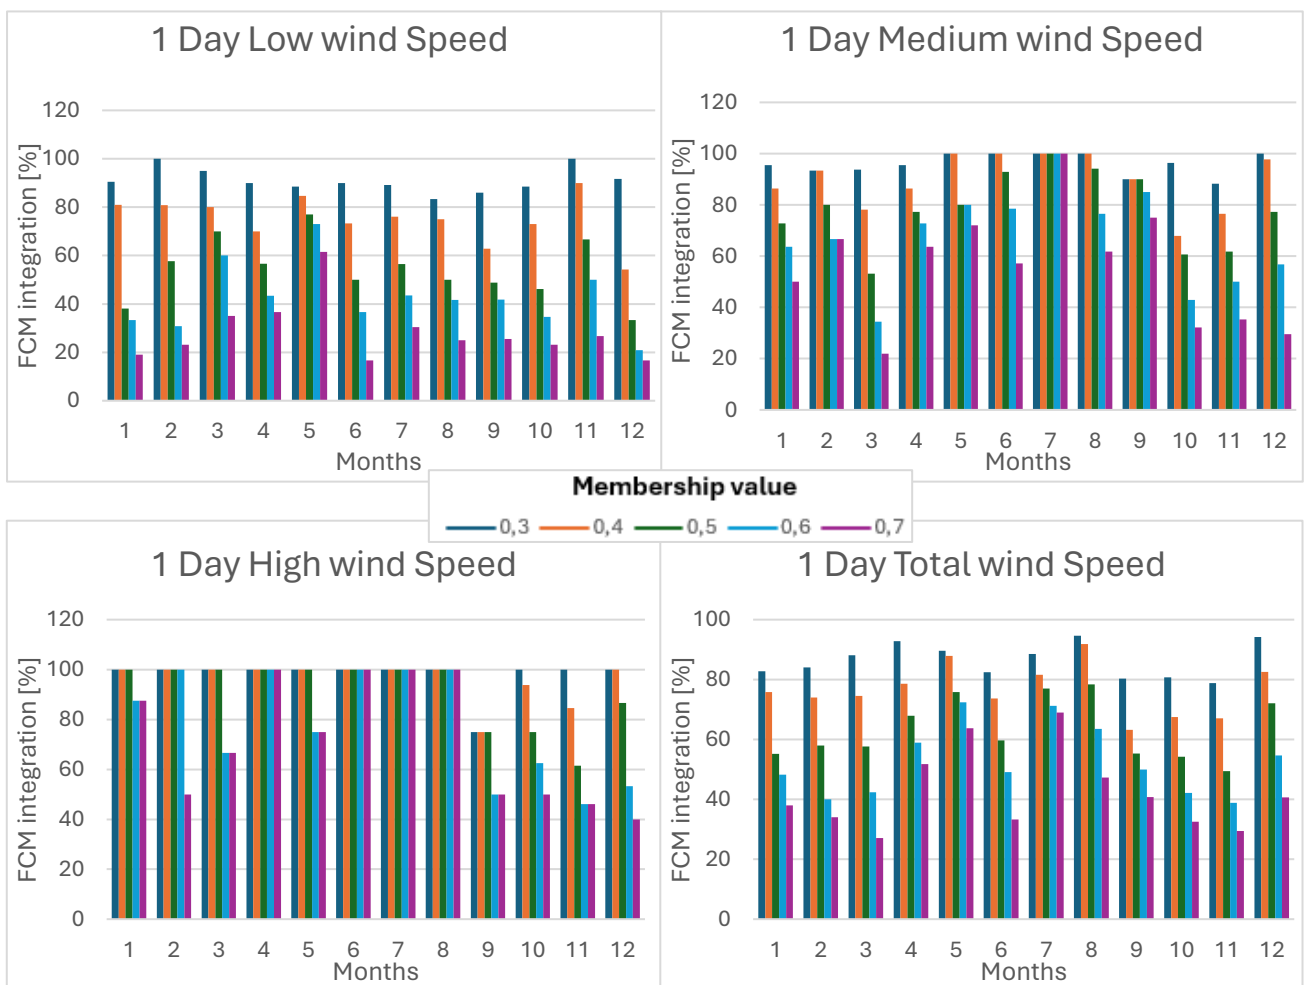 1 Day Low wind Speed
FCM integration [%]
120
100
80
60
40
20
0
1 2 3 4 5 6 7 8 9 10 11 12
Months
1 Day Medium wind Speed
FCM integration [%]
120
100
80
60
40
20
0
1 2 3 4 5 6 7 8 9 10 11 12
Months
Membership value
0,3 0,4 0,5 0,6 0,7
1 Day High wind Speed
FCM integration [%]
120
100
80
60
40
20
0
1 2 3 4 5 6 7 8 9 10 11 12
Months
1 Day Total wind Speed
FCM integration [%]
100
80
60
40
20
0
1 2 3 4 5 6 7 8 9 10 11 12
Months